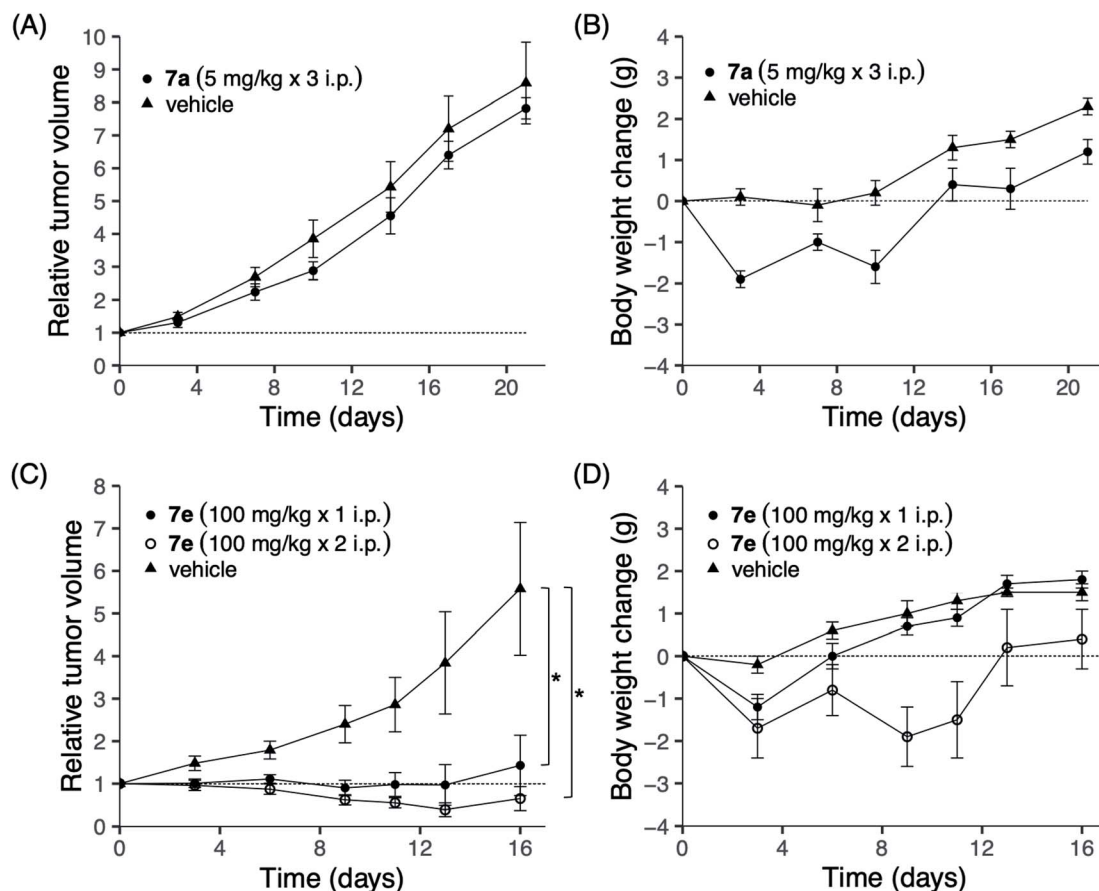 (A)
Relative tumor volume
10
9
8
7
6
5
4
3
2
1
0
7a (5 mg/kg x 3 i.p.)
vehicle
0 4 8 12 16 20
Time (days)
(B)
Body weight change (g)
4
3
2
1
0
−1
−2
−3
−4
7a (5 mg/kg x 3 i.p.)
vehicle
0 4 8 12 16 20
Time (days)
(C)
Relative tumor volume
8
7
6
5
4
3
2
1
0
7e (100 mg/kg x 1 i.p.)
7e (100 mg/kg x 2 i.p.)
vehicle
*
*
0 4 8 12 16
Time (days)
(D)
Body weight change (g)
4
3
2
1
0
−1
−2
−3
−4
7e (100 mg/kg x 1 i.p.)
7e (100 mg/kg x 2 i.p.)
vehicle
0 4 8 12 16
Time (days)